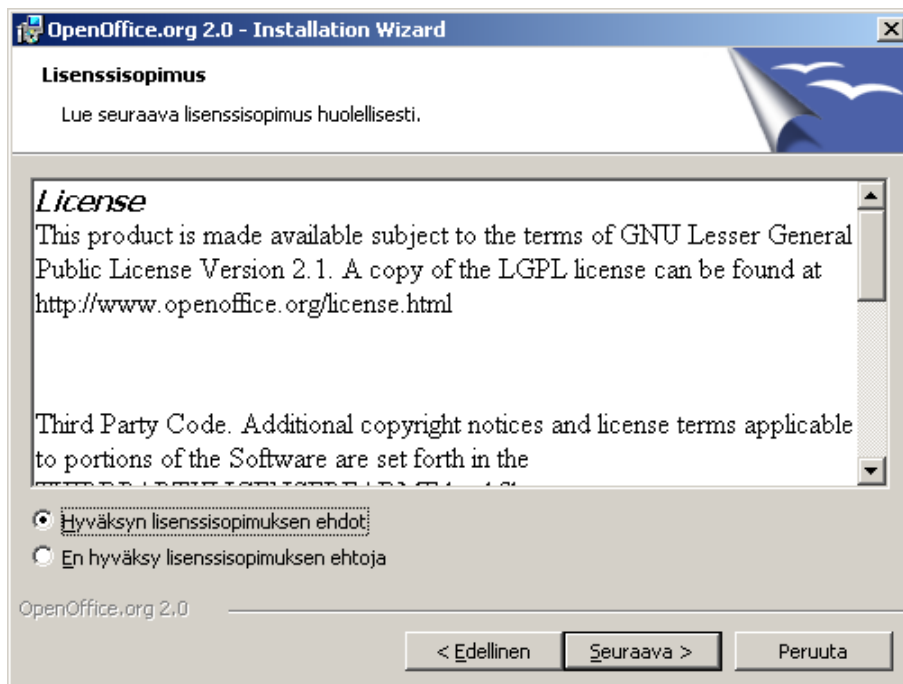 OpenOffice.org 2.0 - Installation Wizard
Lisenssisopimus
Lue seuraava lisenssisopimus huolellisesti.
License
This product is made available subject to the terms of GNU Lesser General
Public License Version 2.1. A copy of the LGPL license can be found at
http://www.openoffice.org/license.html
Third Party Code. Additional copyright notices and license terms applicable
to portions of the Software are set forth in the
Hyväksyn lisenssisopimuksen ehdot
En hyväksy lisenssisopimuksen ehtoja
OpenOffice.org 2.0
< Edellinen
Seuraava >
Peruuta